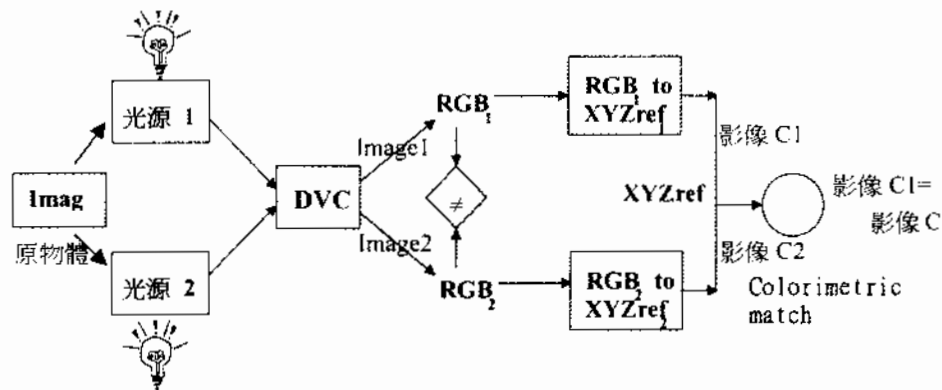 光源 1
Imag
原物體
光源 2
DVC
Image1
Image2
RGB1
≠
RGB2
RGB1 to
XYZref1
RGB2 to
XYZref2
影像 C1
XYZref
影像 C2
Colorimetric
match
影像 C1=
影像 C